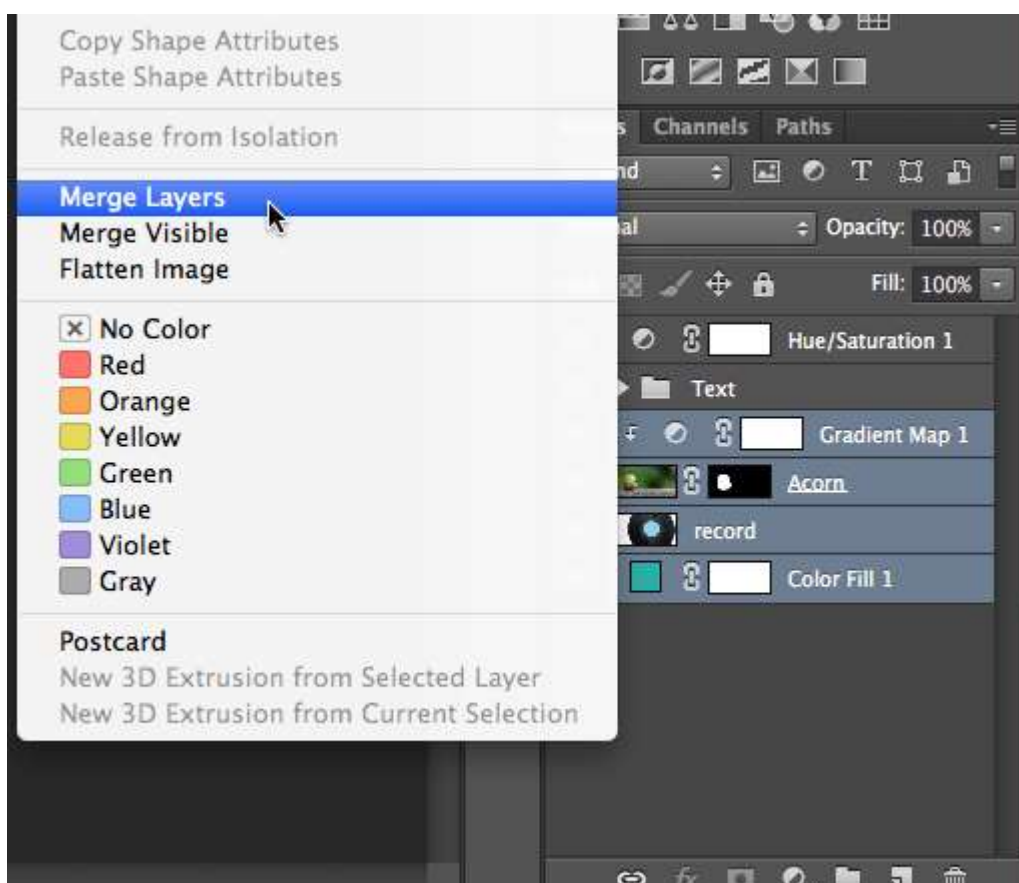 Copy Shape Attributes
Paste Shape Attributes
Release from Isolation
Merge Layers
Merge Visible
Flatten Image
No Color
Red
Orange
Yellow
Green
Blue
Violet
Gray
Postcard
New 3D Extrusion from Selected Layer
New 3D Extrusion from Current Selection
Channels Paths
Opacity: 100%
Fill: 100%
Hue/Saturation 1
Text
Gradient Map 1
Acorn
record
Color Fill 1